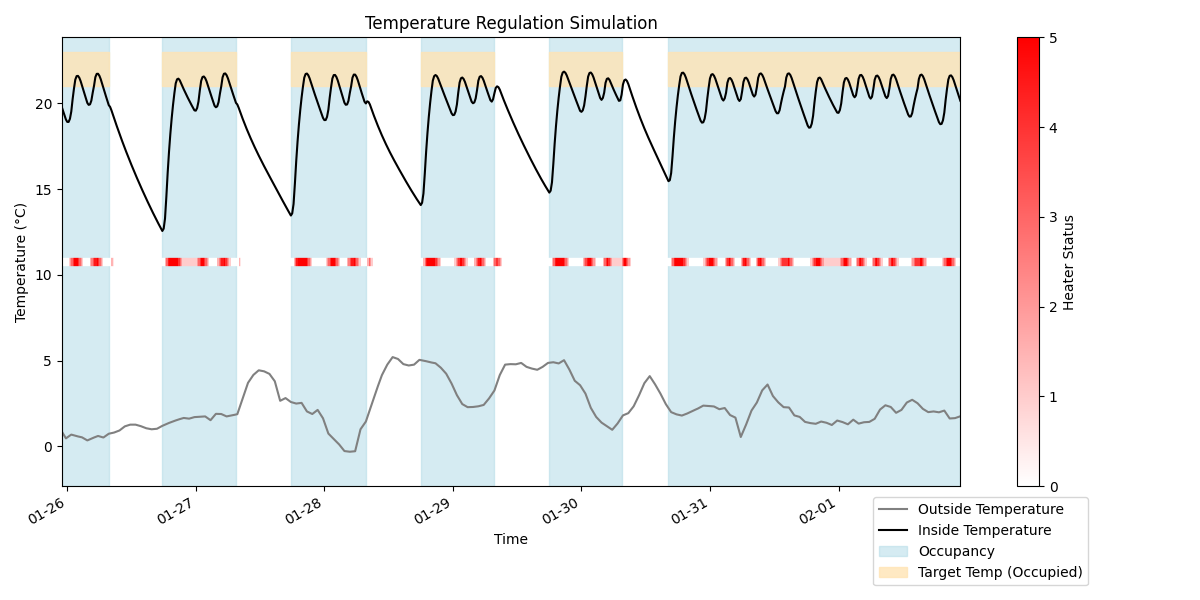 Temperature Regulation Simulation
Temperature (°C)
20
15
10
5
0
01-26
01-27
01-28
01-29
01-30
01-31
02-01
Time
5
4
3
2
1
0
Heater Status
Outside Temperature
Inside Temperature
Occupancy
Target Temp (Occupied)